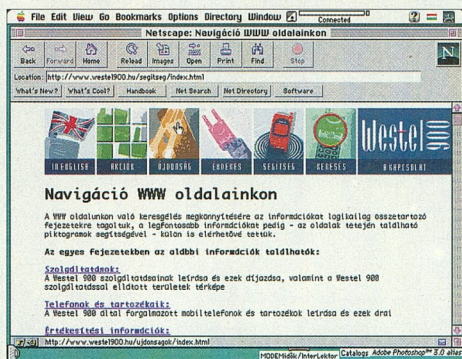 File Edit View Go Bookmarks Options Directory Window
Connected
Netscape: Navigáció WWW oldalainkon
Back Forward Home Reload Images Open Print Find Stop
N
Location: http://www.westel900.hu/segitseg/index.html
What's New? What's Cool? Handbook Net Search Net Directory Software
IN ENGLISH AKCIÓK ÚJDONSÁG ÉRDEKES SEGÍTSÉG KERESÉS Westel 900 A KAPCSOLAT
Navigáció WWW oldalainkon
A WWW oldalunkon való keresgélés megkönnyítésére az információkat logikailag összetartozó
fejezetekre tagoltuk, a legfontosabb információkat pedig - az oldalak tetején található
piktogramok segítségével - külön is elérhetővé tettük.
Az egyes fejezetekben az alábbi információk találhatók:
Szolgáltatások:
A Westel 900 szolgáltatásainak leírása és ezek díjazása, valamint a Westel 900
szolgáltatással ellátott területek térképe
Telefonok és tartozékaik:
A Westel 900 által forgalmazott mobiltelefonok és tartozékok leírása és ezek árai
Értékesítési információk:
http://www.westel900.hu/ujdonsagok/index.html
MODEMidők/InterLektor Catalogs Adobe Photoshop™ 3.0 alias